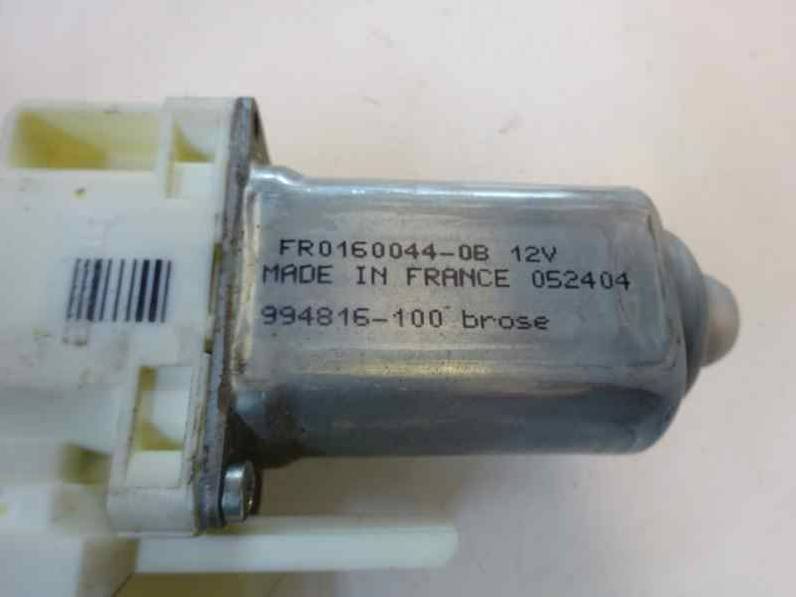 FR0160044-0B 12V
MADE IN FRANCE 052404
994816-100 brose